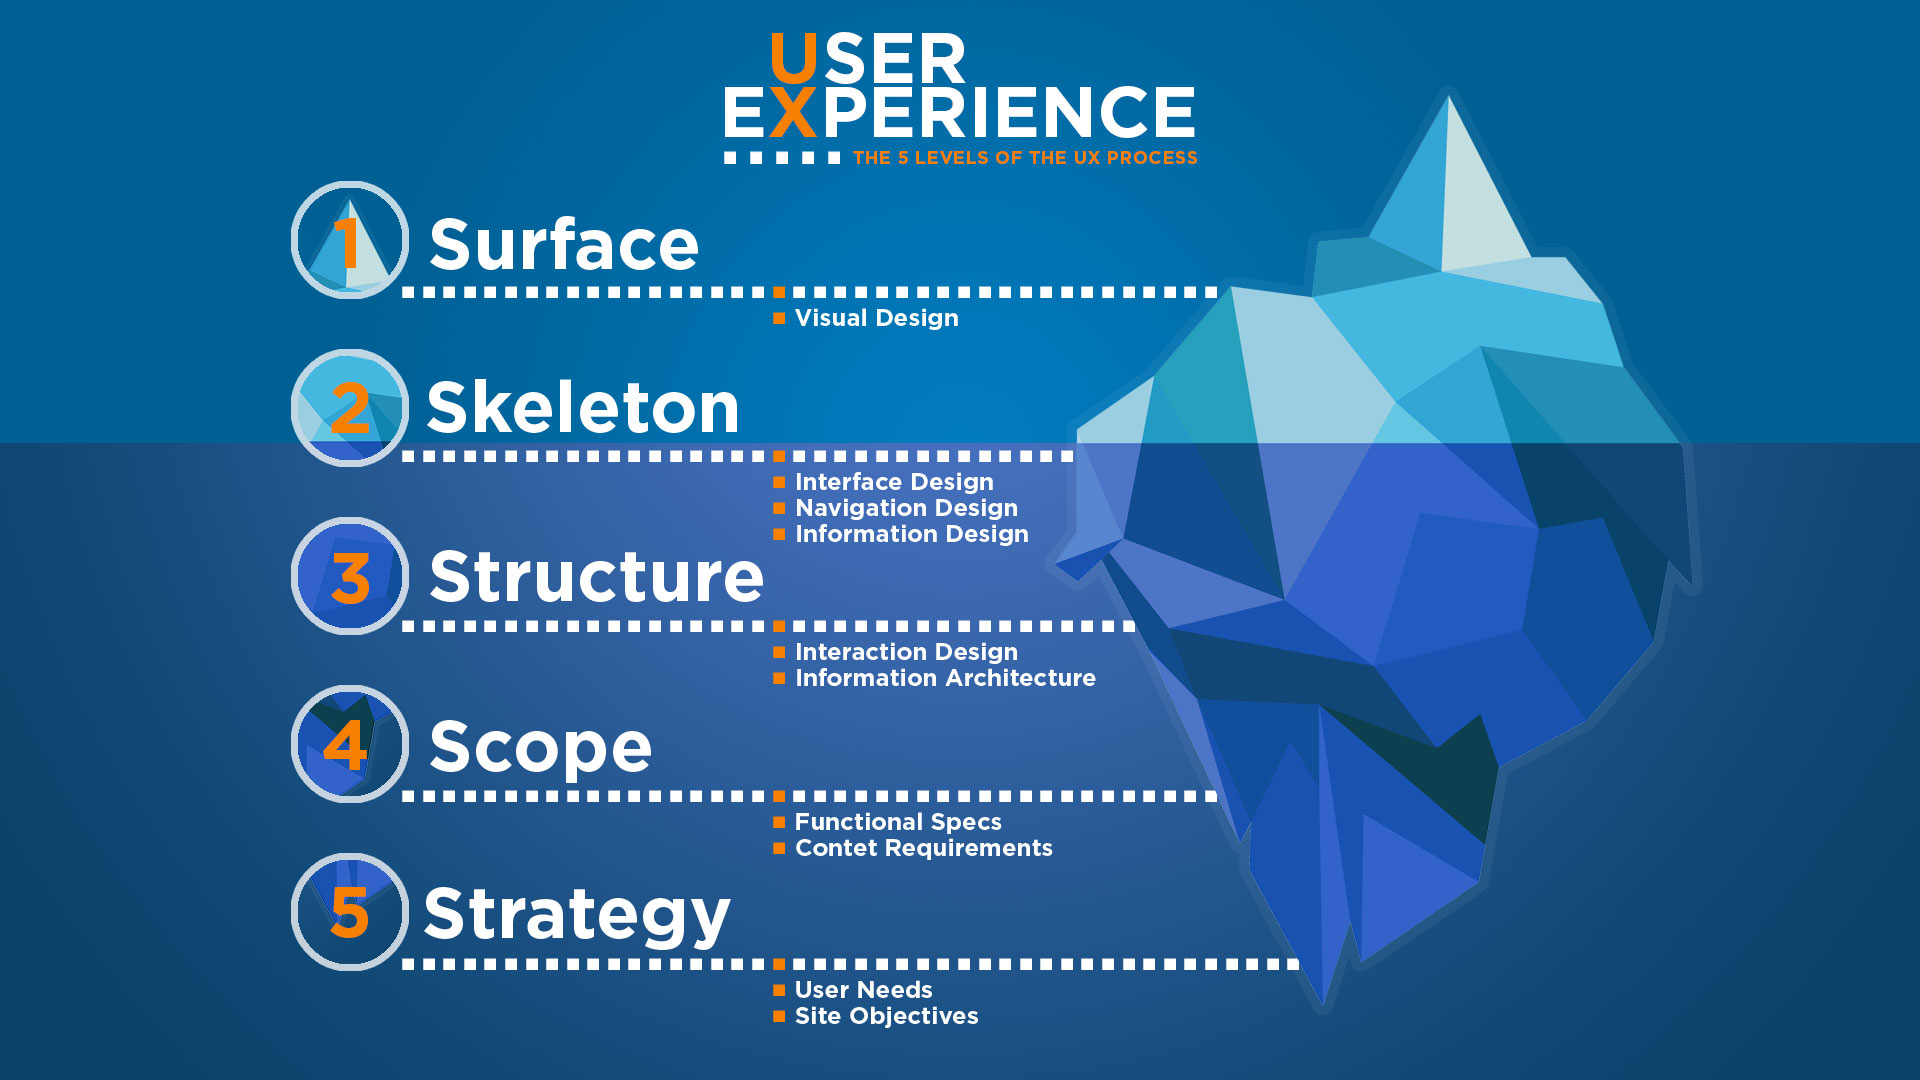 USER
EXPERIENCE
THE 5 LEVELS OF THE UX PROCESS
1 Surface
Visual Design
2 Skeleton
Interface Design
Navigation Design
Information Design
3 Structure
Interaction Design
Information Architecture
4 Scope
Functional Specs
Contet Requirements
5 Strategy
User Needs
Site Objectives